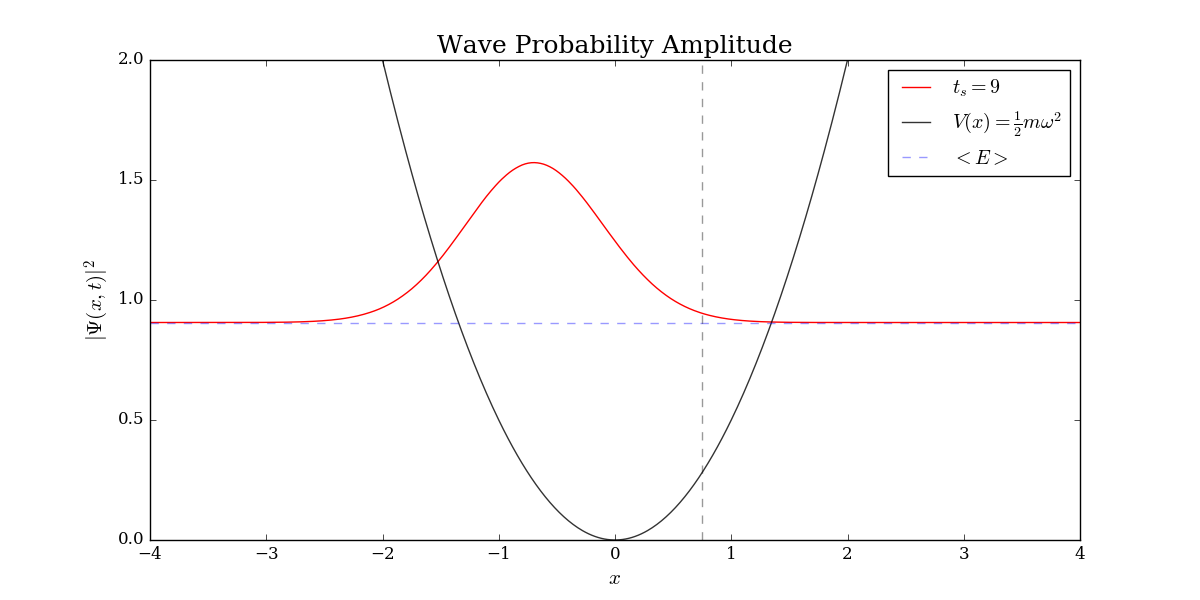 Wave Probability Amplitude
2.0
1.5
1.0
0.5
0.0
|Ψ(x, t)|²
−4 −3 −2 −1 0 1 2 3 4
x
t_s = 9
V(x) = ½mω²
< E >